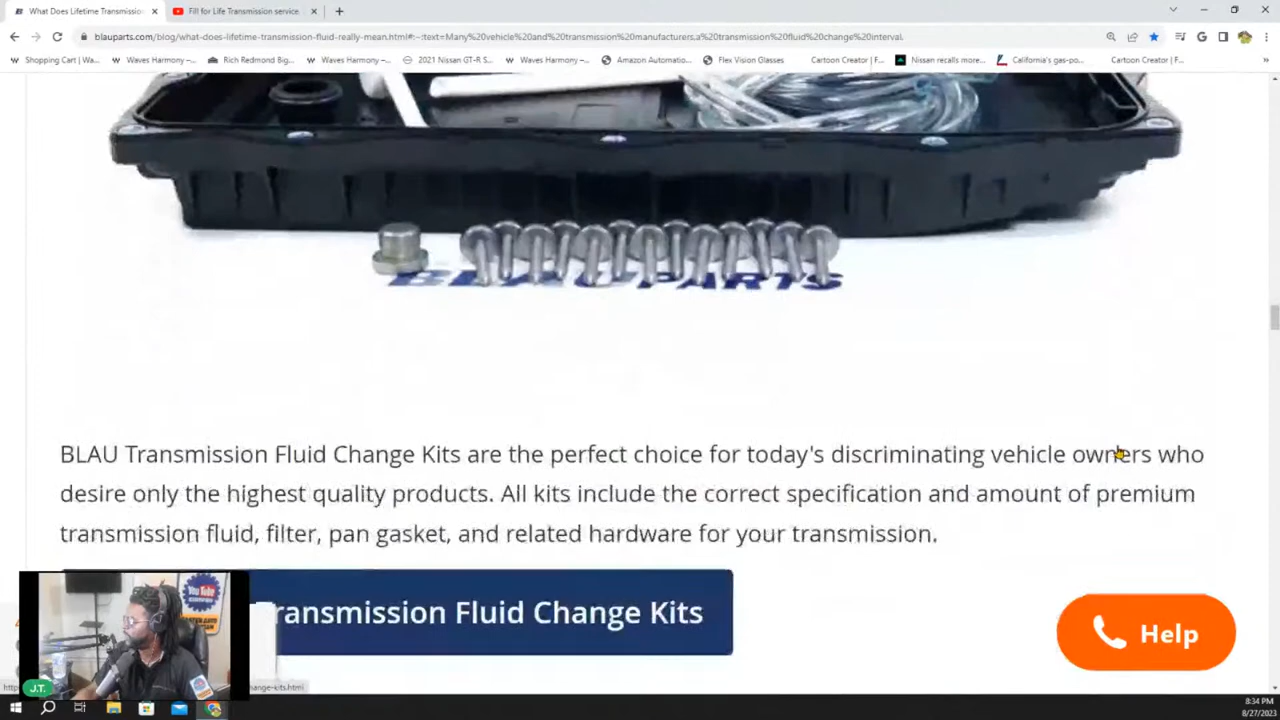 What Does Lifetime Transmissio
Fill for Life Transmission service
blauparts.com/blog/what-does-lifetime-transmission-fluid-really-mean.html#:~:text=Many%20vehicle%20and%20transmission%20manufacturers,a%20transmission%20fluid%20change%20interval.
Shopping Cart | Wa...
Waves Harmony –...
Rich Redmond Big...
Waves Harmony –...
2021 Nissan GT-R S...
Waves Harmony –...
Amazon Automatio...
Flex Vision Glasses
Cartoon Creator | F...
Nissan recalls more...
California's gas-po...
Cartoon Creator | F...
BLAU Transmission Fluid Change Kits are the perfect choice for today's discriminating vehicle owners who
desire only the highest quality products. All kits include the correct specification and amount of premium
transmission fluid, filter, pan gasket, and related hardware for your transmission.
Transmission Fluid Change Kits
Help
You Tube
J.T.
hange-kits.html
8:34 PM
8/27/2023